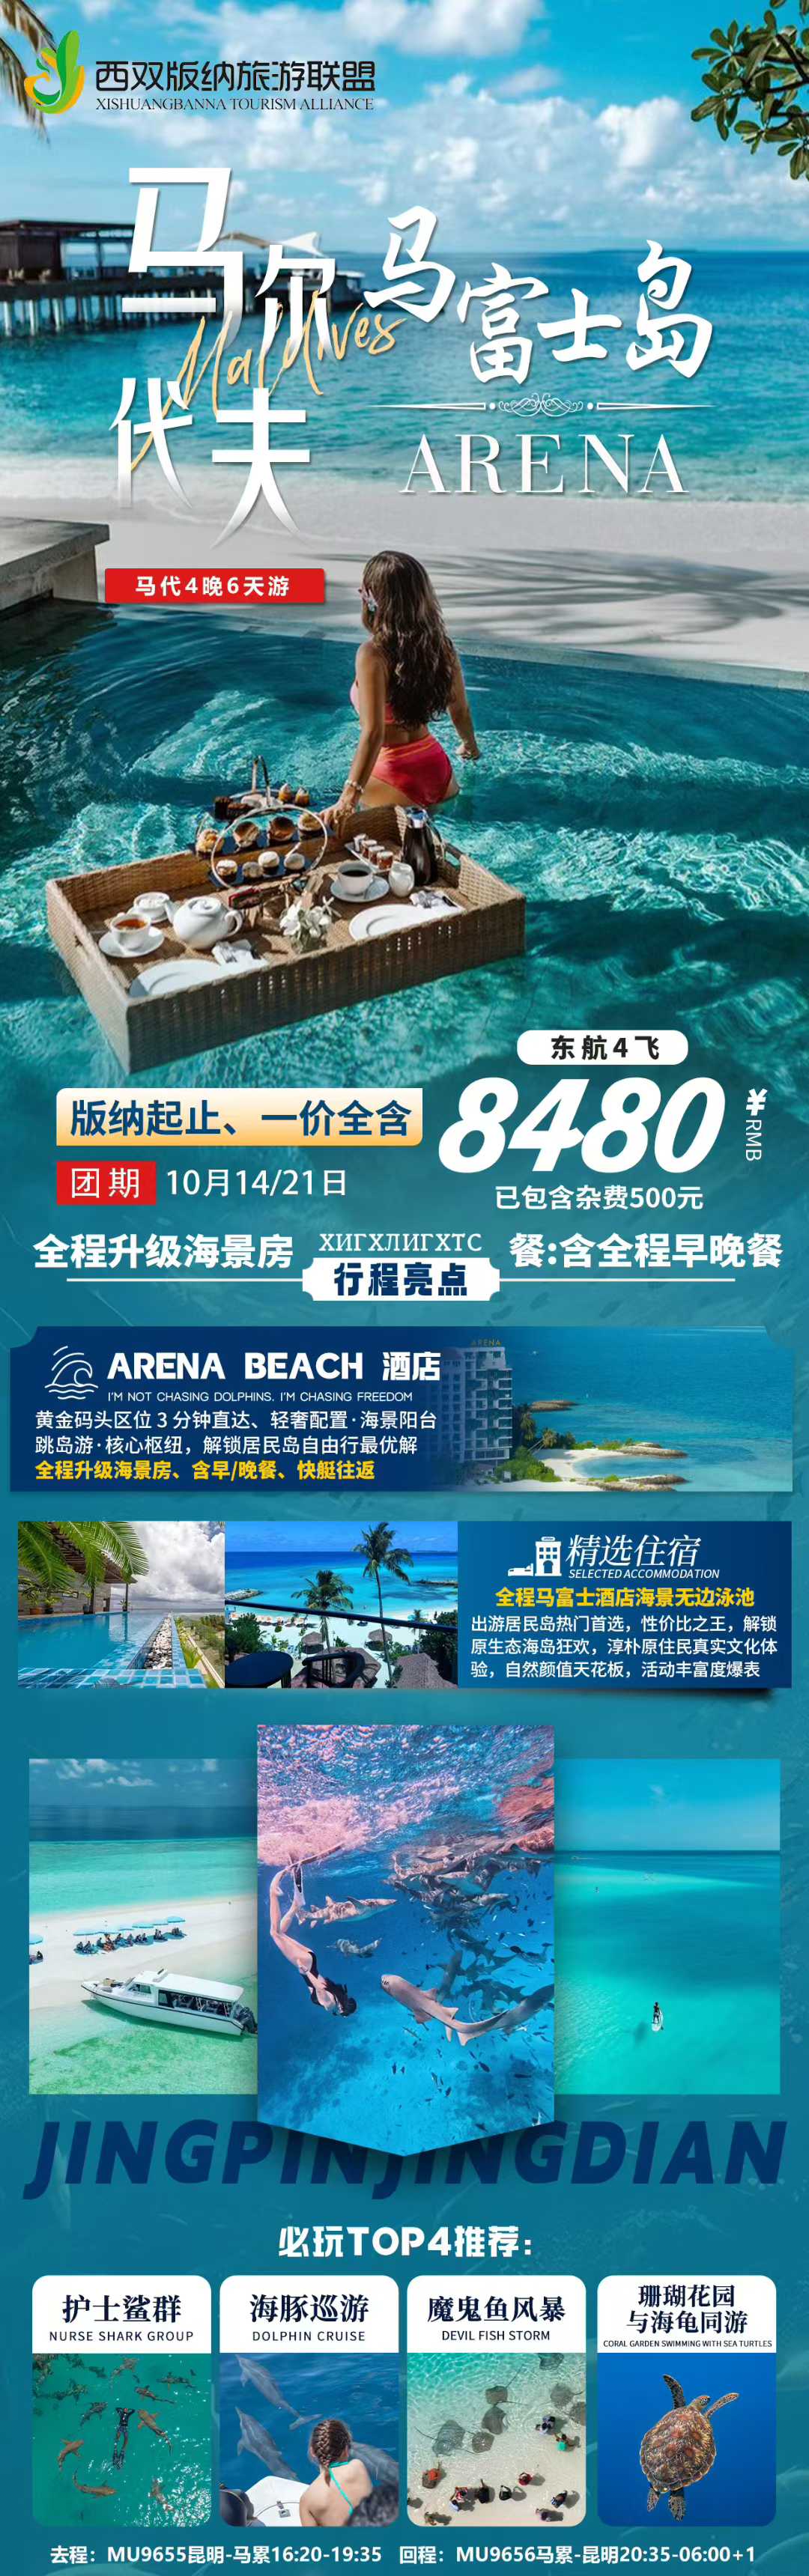 西双版纳旅游联盟
XISHUANGBANNA TOURISM ALLIANCE
马尔
代夫
Maldives
马富士岛
ARENA
马代4晚6天游
东航4飞
版纳起止、一价全含
8480
¥RMB
团期 10月14/21日
已包含杂费500元
全程升级海景房
ХИГХЛИГХТС
行程亮点
餐:含全程早晚餐
ARENA BEACH 酒店
I'M NOT CHASING DOLPHINS. I'M CHASING FREEDOM
黄金码头区位3分钟直达、轻奢配置·海景阳台
跳岛游·核心枢纽，解锁居民岛自由行最优解
全程升级海景房、含早/晚餐、快艇往返
ARENA
精选住宿
SELECTED ACCOMMODATION
全程马富士酒店海景无边泳池
出游居民岛热门首选，性价比之王，解锁
原生态海岛狂欢，淳朴原住民真实文化体
验，自然颜值天花板，活动丰富度爆表
JINGPINJINGDIAN
必玩TOP4推荐:
护士鲨群
NURSE SHARK GROUP
海豚巡游
DOLPHIN CRUISE
魔鬼鱼风暴
DEVIL FISH STORM
珊瑚花园
与海龟同游
CORAL GARDEN SWIMMING WITH SEA TURTLES
去程：MU9655昆明-马累16:20-19:35 回程：MU9656马累-昆明20:35-06:00+1